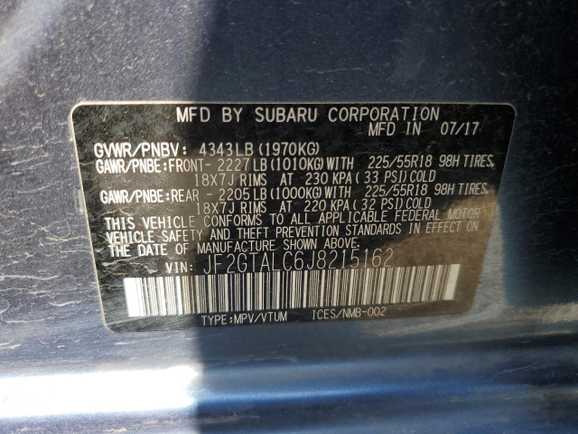 MFD BY SUBARU CORPORATION
MFD IN 07/17
GVWR/PNBV: 4343LB (1970KG)
GAWR/PNBE: FRONT- 2227LB (1010KG) WITH 225/55R18 98H TIRES,
18X7J RIMS AT 230 KPA (33 PSI) COLD
GAWR/PNBE: REAR - 2205LB (1000KG) WITH 225/55R18 98H TIRES,
18X7J RIMS AT 220 KPA (32 PSI) COLD
THIS VEHICLE CONFORMS TO ALL APPLICABLE FEDERAL MOTOR
VEHICLE SAFETY AND THEFT PREVENTION STANDARDS IN EFFECT ON
THE DATE OF MANUFACTURE SHOWN ABOVE.
VIN: JF2GTALC6J8215162
TYPE:MPV/VTUM ICES/NMB-002